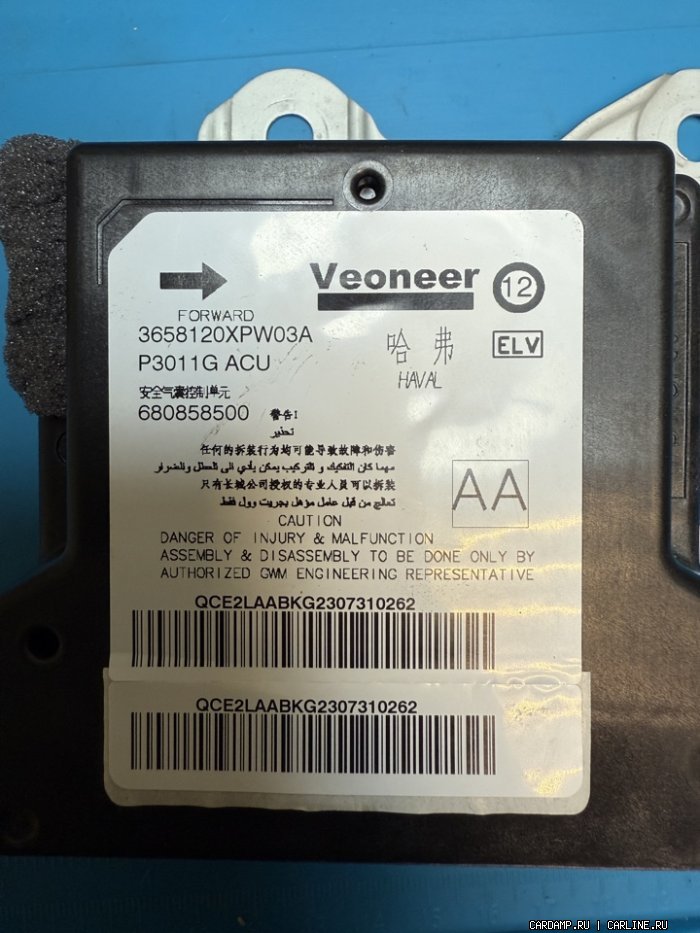 Veoneer
12
FORWARD
3658120XPW03A
P3011G ACU
哈弗
HAVAL
ELV
安全气囊控制单元
680858500
警告!
تحذير
任何的拆装行为均可能导致故障和伤害
只有长城公司授权的专业人员可以拆装
AA
CAUTION
DANGER OF INJURY & MALFUNCTION
ASSEMBLY & DISASSEMBLY TO BE DONE ONLY BY
AUTHORIZED GWM ENGINEERING REPRESENTATIVE
QCE2LAABKG2307310262
QCE2LAABKG2307310262
CARDAMP.RU | CARLINE.RU